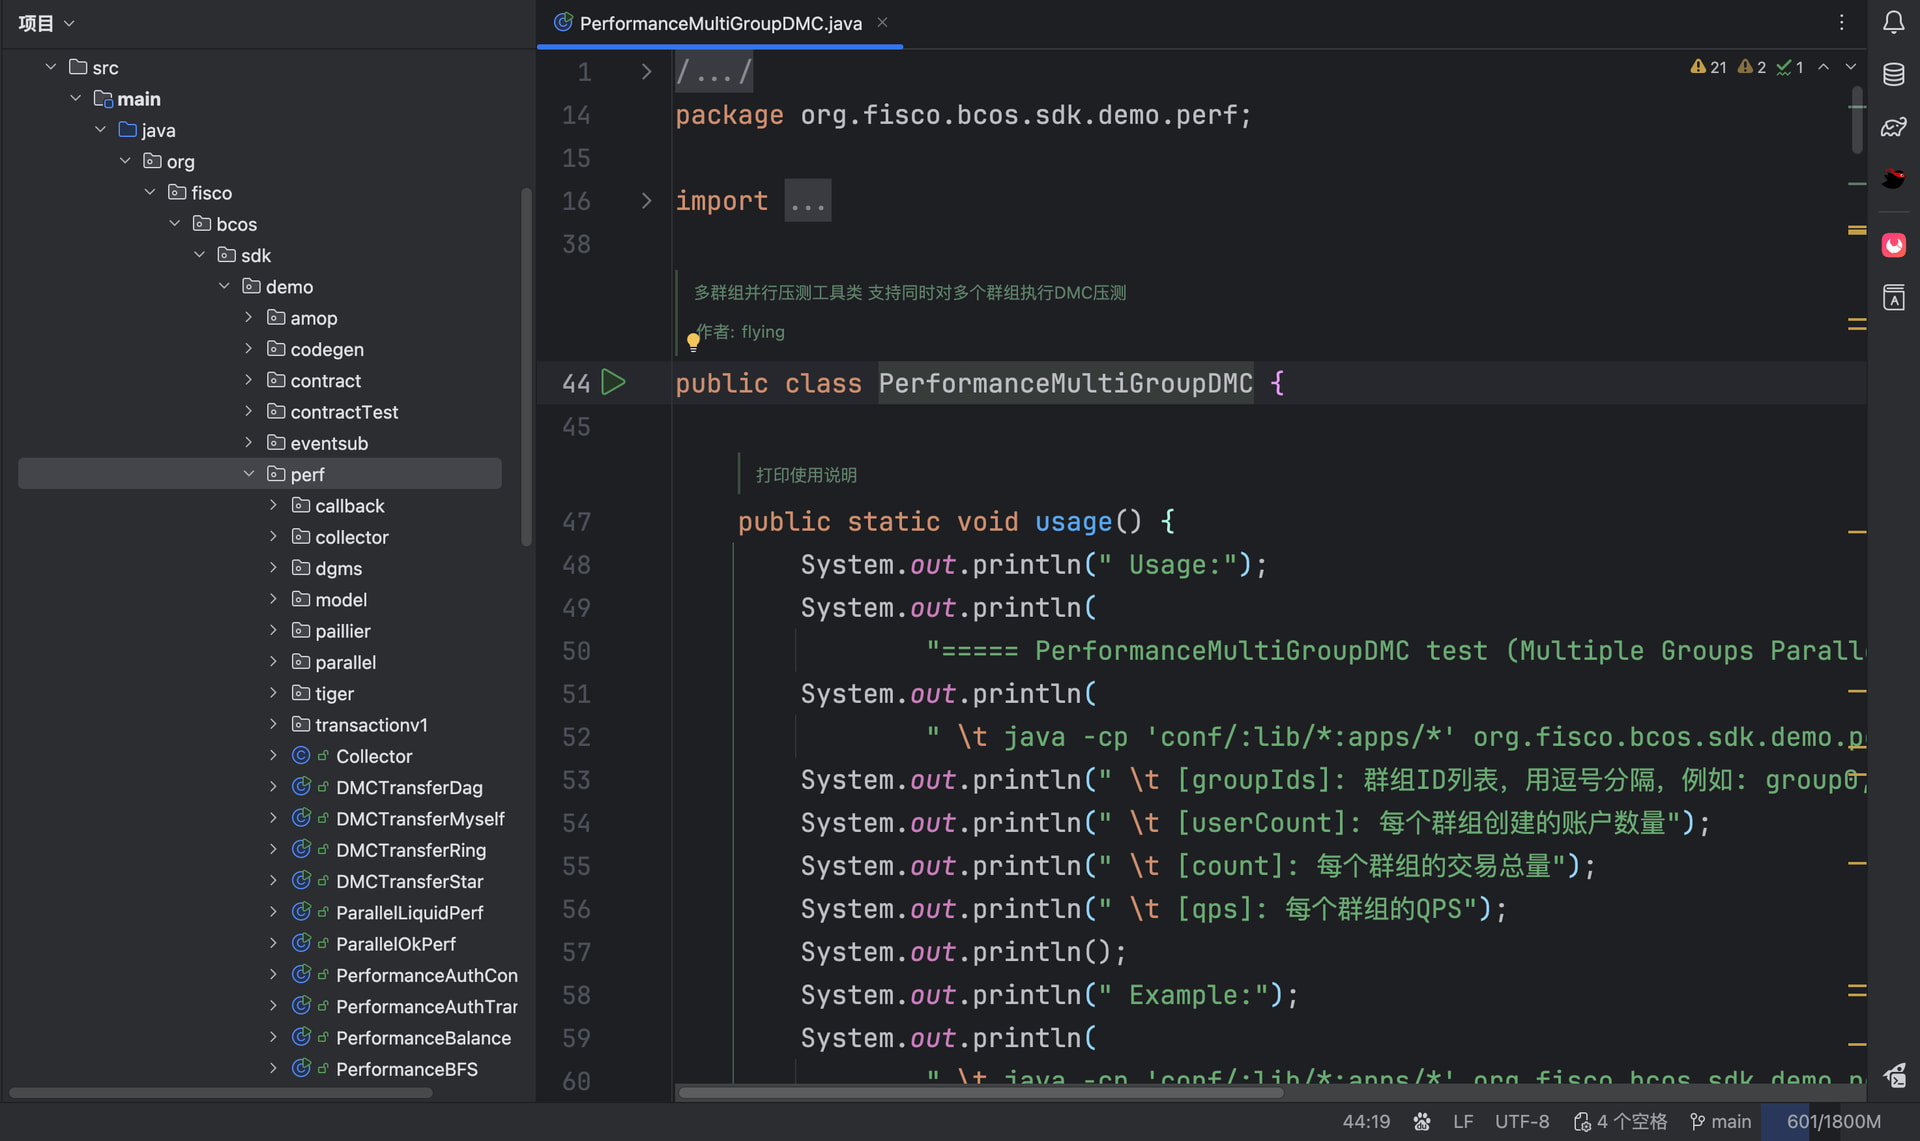 项目
src
main
java
org
fisco
bcos
sdk
demo
amop
codegen
contract
contractTest
eventsub
perf
callback
collector
dgms
model
paillier
parallel
tiger
transactionv1
Collector
DMCTransferDag
DMCTransferMyself
DMCTransferRing
DMCTransferStar
ParallelLiquidPerf
ParallelOkPerf
PerformanceAuthCon
PerformanceAuthTrar
PerformanceBalance
PerformanceBFS
PerformanceMultiGroupDMC.java
21 2 1
1 /.../
14 package org.fisco.bcos.sdk.demo.perf;
15
16 import ...
38
多群组并行压测工具类 支持同时对多个群组执行DMC压测
作者: flying
44 public class PerformanceMultiGroupDMC {
45
打印使用说明
47 public static void usage() {
48 System.out.println(" Usage:");
49 System.out.println(
50 "===== PerformanceMultiGroupDMC test (Multiple Groups Parall
51 System.out.println(
52 " \t java -cp 'conf/:lib/*:apps/*' org.fisco.bcos.sdk.demo.p
53 System.out.println(" \t [groupIds]: 群组ID列表，用逗号分隔，例如: group0,
54 System.out.println(" \t [userCount]: 每个群组创建的账户数量");
55 System.out.println(" \t [count]: 每个群组的交易总量");
56 System.out.println(" \t [qps]: 每个群组的QPS");
57 System.out.println();
58 System.out.println(" Example:");
59 System.out.println(
60 " \t java -cp 'conf/:lib/*:apps/*' org.fisco.bcos.sdk.demo.p
44:19 LF UTF-8 4 个空格 main 601/1800M